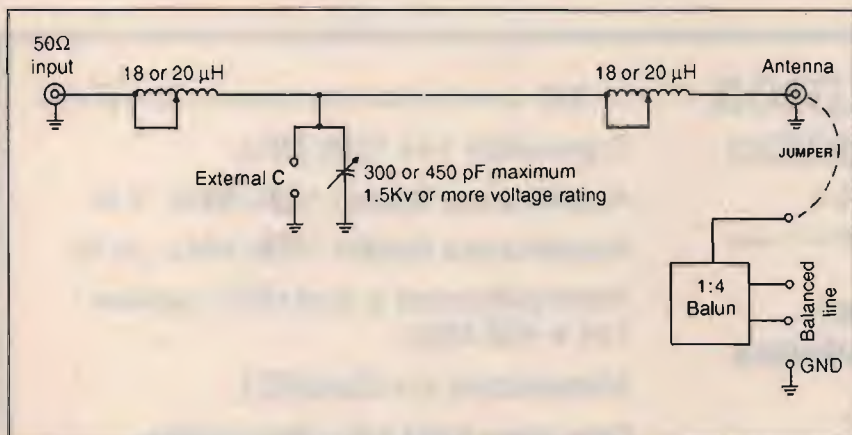 50Ω
input
18 or 20 µH
18 or 20 µH
Antenna
JUMPER
External C
300 or 450 pF maximum
1.5Kv or more voltage rating
1:4
Balun
Balanced
line
GND